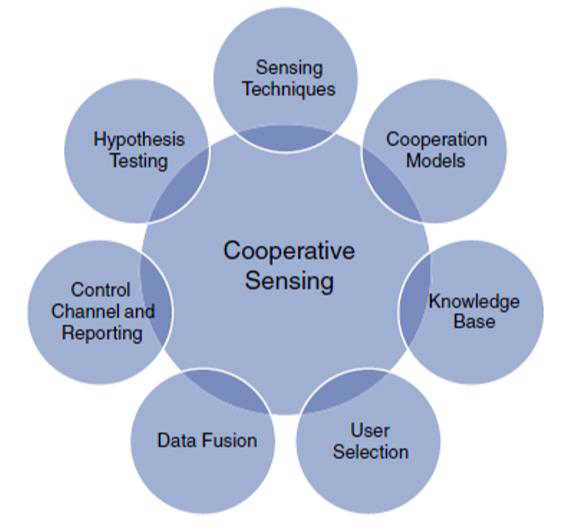 Sensing
Techniques
Hypothesis
Testing
Cooperation
Models
Cooperative
Sensing
Control
Channel and
Reporting
Knowledge
Base
Data Fusion
User
Selection